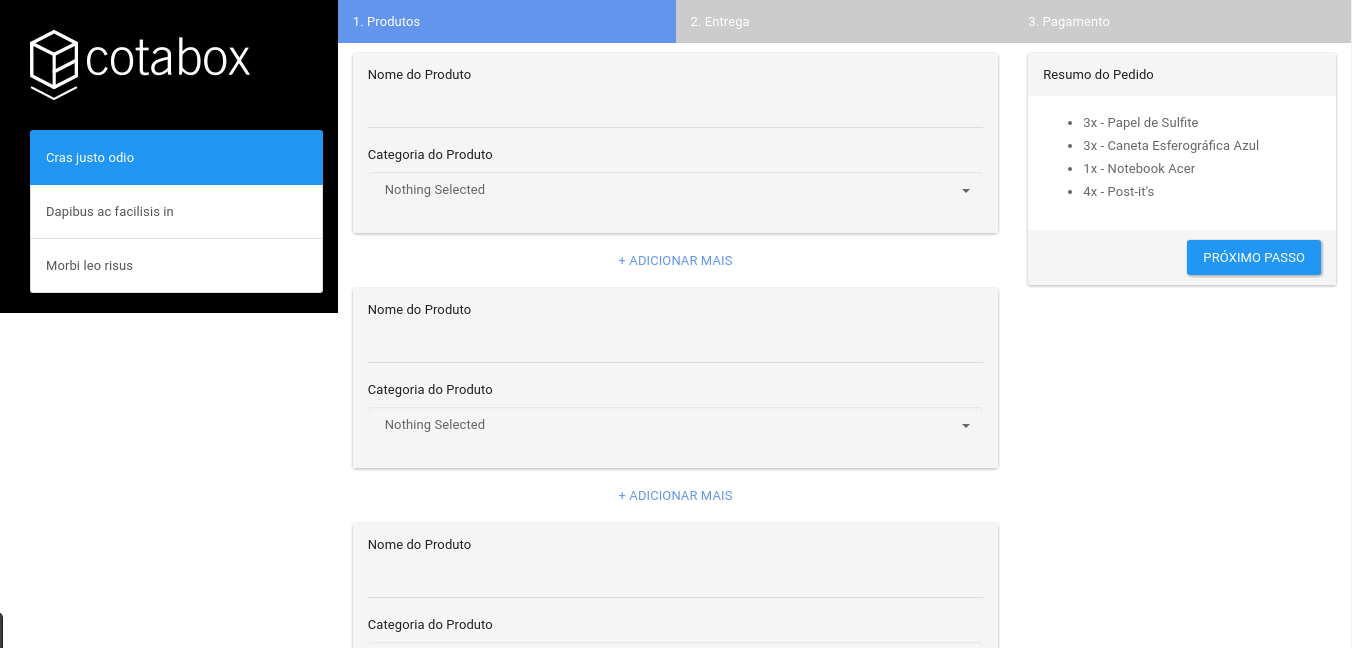 cotabox
Cras justo odio
Dapibus ac facilisis in
Morbi leo risus
1. Produtos
2. Entrega
3. Pagamento
Nome do Produto
Categoria do Produto
Nothing Selected
+ ADICIONAR MAIS
Nome do Produto
Categoria do Produto
Nothing Selected
+ ADICIONAR MAIS
Nome do Produto
Categoria do Produto
Resumo do Pedido
• 3x - Papel de Sulfite
• 3x - Caneta Esferográfica Azul
• 1x - Notebook Acer
• 4x - Post-it's
PRÓXIMO PASSO